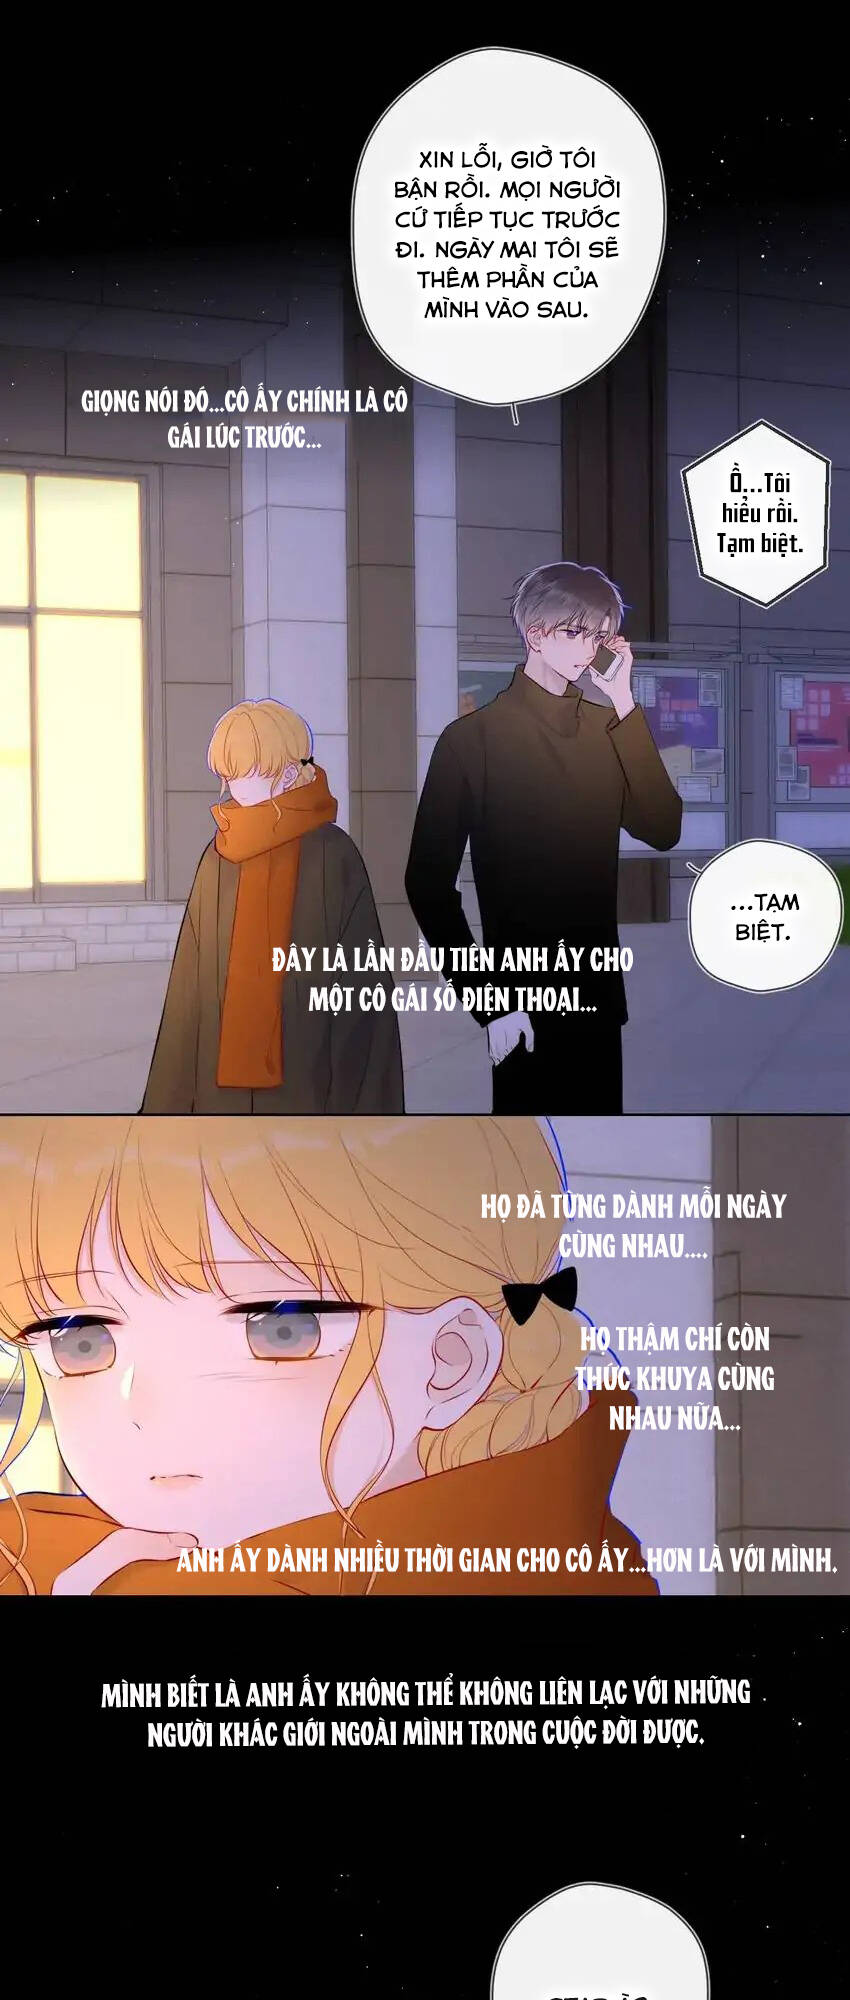 XIN LỖI, GIỜ TÔI
BẬN RỒI. MỌI NGƯỜI
CỨ TIẾP TỤC TRƯỚC
ĐI. NGÀY MAI TÔI SẼ
THÊM PHẦN CỦA
MÌNH VÀO SAU.
GIỌNG NÓI ĐÓ...CÔ ẤY CHÍNH LÀ CÔ
GÁI LÚC TRƯỚC...
Ồ...Tôi
hiểu rồi.
Tạm biệt.
...TẠM
BIỆT.
ĐÂY LÀ LẦN ĐẦU TIÊN ANH ẤY CHO
MỘT CÔ GÁI SỐ ĐIỆN THOẠI...
HỌ ĐÃ TỪNG DÀNH MỖI NGÀY
CÙNG NHAU....
HỌ THẬM CHÍ CÒN
THỨC KHUYA CÙNG
NHAU NỮA...
ANH ẤY DÀNH NHIỀU THỜI GIAN CHO CÔ ẤY...HƠN LÀ VỚI MÌNH.
MÌNH BIẾT LÀ ANH ẤY KHÔNG THỂ KHÔNG LIÊN LẠC VỚI NHỮNG
NGƯỜI KHÁC GIỚI NGOÀI MÌNH TRONG CUỘC ĐỜI ĐƯỢC.